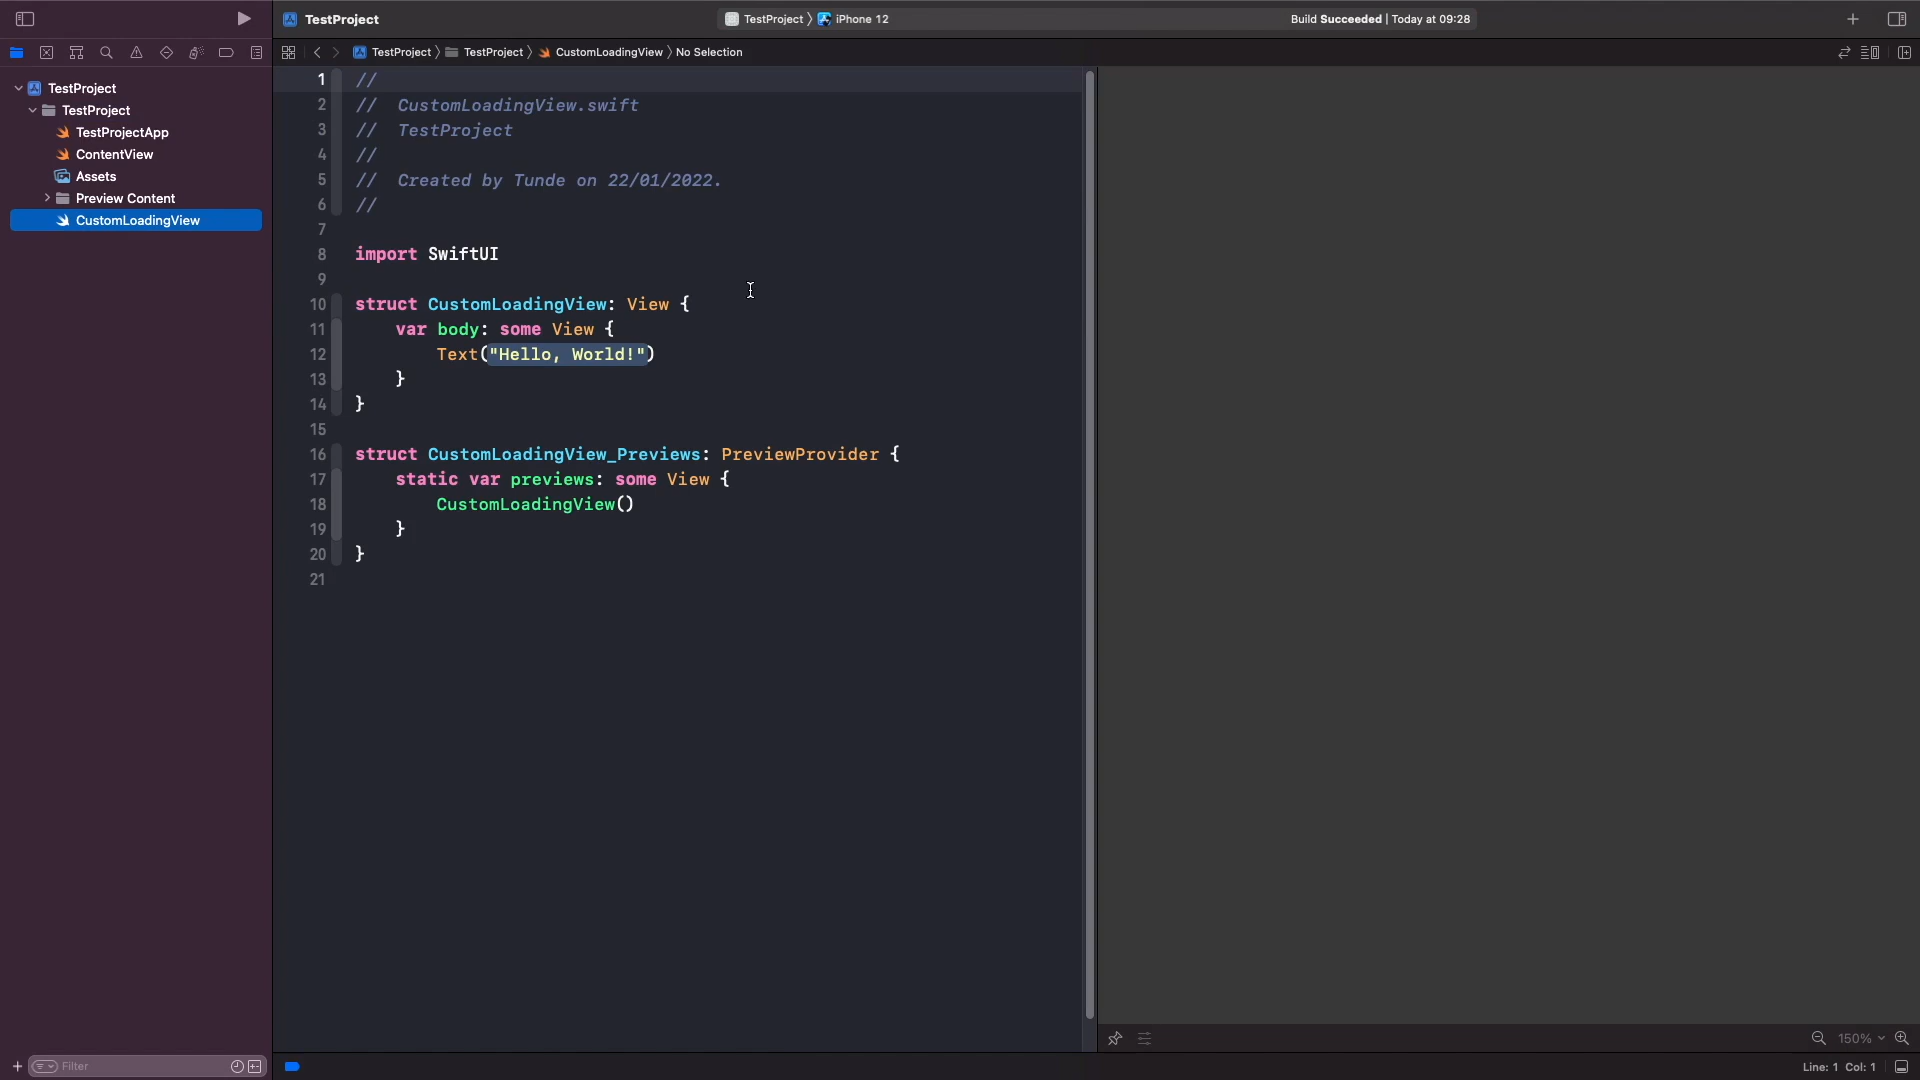 TestProject
TestProject 〉 iPhone 12
Build Succeeded | Today at 09:28
TestProject 〉 TestProject 〉 CustomLoadingView 〉 No Selection
TestProject
TestProject
TestProjectApp
ContentView
Assets
Preview Content
CustomLoadingView
1 //
2 //  CustomLoadingView.swift
3 //  TestProject
4 //
5 //  Created by Tunde on 22/01/2022.
6 //
7
8 import SwiftUI
9
10 struct CustomLoadingView: View {
11     var body: some View {
12         Text("Hello, World!")
13     }
14 }
15
16 struct CustomLoadingView_Previews: PreviewProvider {
17     static var previews: some View {
18         CustomLoadingView()
19     }
20 }
21
150%
Filter
Line: 1 Col: 1